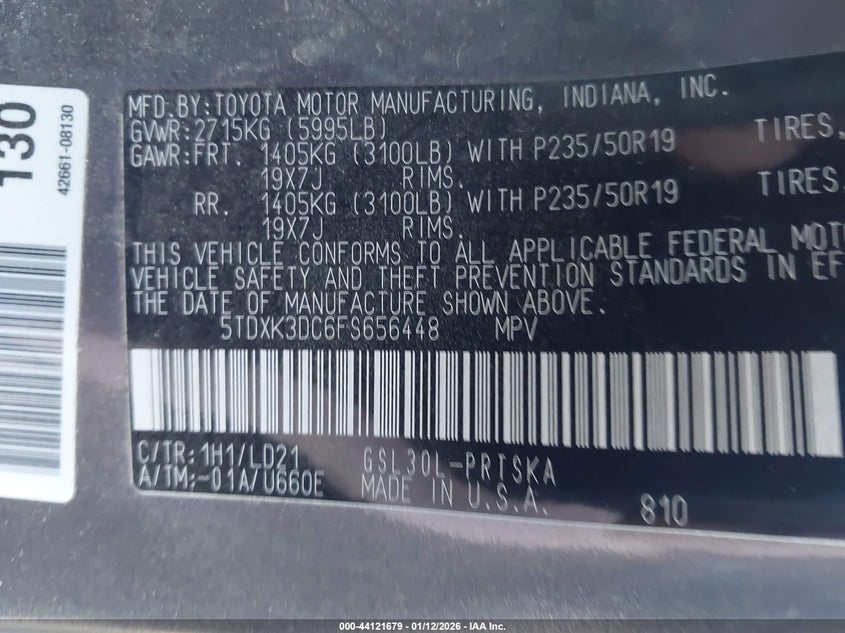 130
42661-08130
MFD.BY:TOYOTA MOTOR MANUFACTURING, INDIANA, INC.
GVWR:2715KG (5995LB)
GAWR:FRT. 1405KG (3100LB) WITH P235/50R19 TIRES,
19X7J RIMS.
RR. 1405KG (3100LB) WITH P235/50R19 TIRES,
19X7J RIMS.
THIS VEHICLE CONFORMS TO ALL APPLICABLE FEDERAL MOT
VEHICLE SAFETY AND THEFT PREVENTION STANDARDS IN EF
THE DATE OF MANUFACTURE SHOWN ABOVE.
5TDXK3DC6FS656448 MPV
C/TR:1H1/LD21 GSL30L-PRTSKA
A/TM:-01A/U660E MADE IN U.S.A. 810
000-44121679 - 01/12/2026 - IAA Inc.